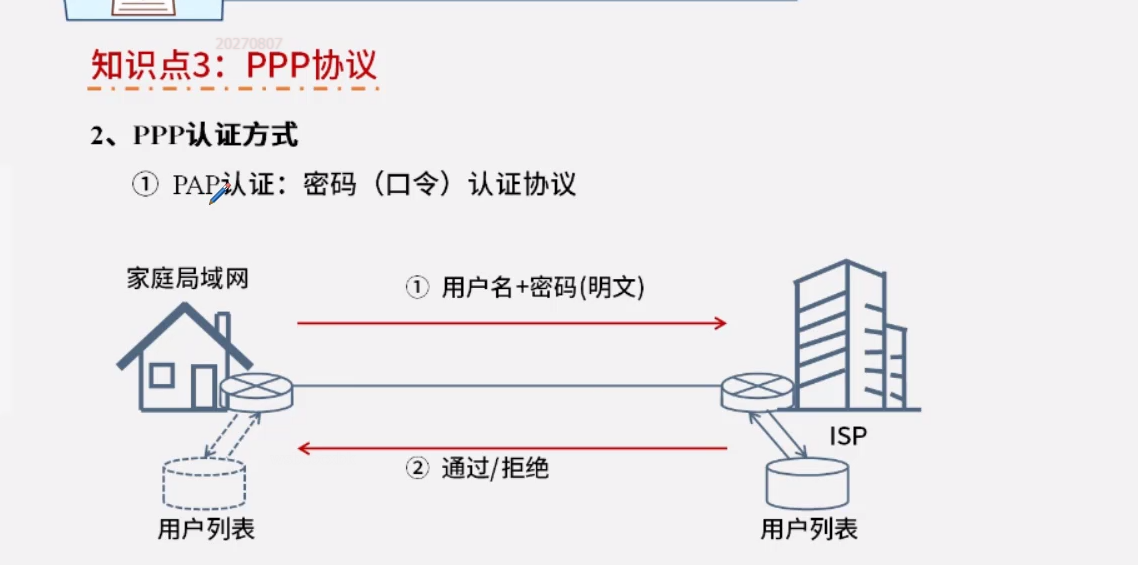 20270807
知识点3：PPP协议
2、PPP认证方式
① PAP认证：密码（口令）认证协议
家庭局域网
① 用户名+密码(明文)
ISP
② 通过/拒绝
用户列表
用户列表